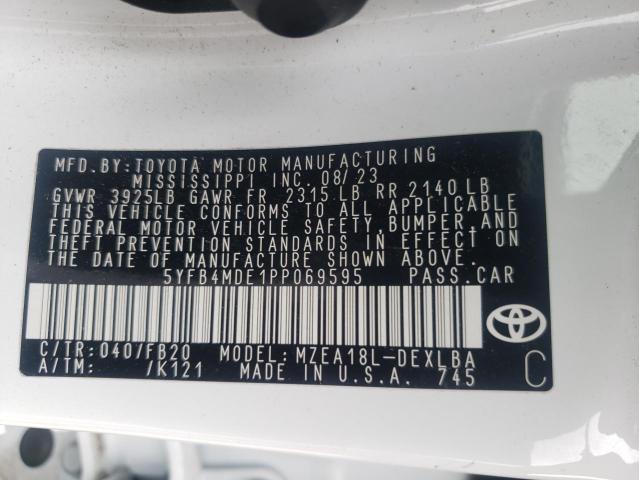 MFD.BY:TOYOTA MOTOR MANUFACTURING
MISSISSIPPI INC. 08/23
GVWR 3925LB GAWR FR 2315 LB RR 2140 LB
THIS VEHICLE CONFORMS TO ALL APPLICABLE
FEDERAL MOTOR VEHICLE SAFETY, BUMPER, AND
THEFT PREVENTION STANDARDS IN EFFECT ON
THE DATE OF MANUFACTURE SHOWN ABOVE.
5YFB4MDE1PP069595 PASS.CAR
C/TR: 040/FB20 MODEL: MZEA18L-DEXLBA
A/TM: /K121 MADE IN U.S.A. 745
C